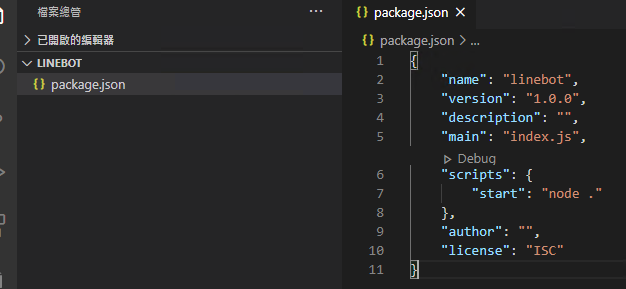 檔案總管
···
已開啟的編輯器
LINEBOT
{} package.json
{} package.json ×
{} package.json > ...
1 {
2 "name": "linebot",
3 "version": "1.0.0",
4 "description": "",
5 "main": "index.js",
Debug
6 "scripts": {
7 "start": "node ."
8 },
9 "author": "",
10 "license": "ISC"
11 }